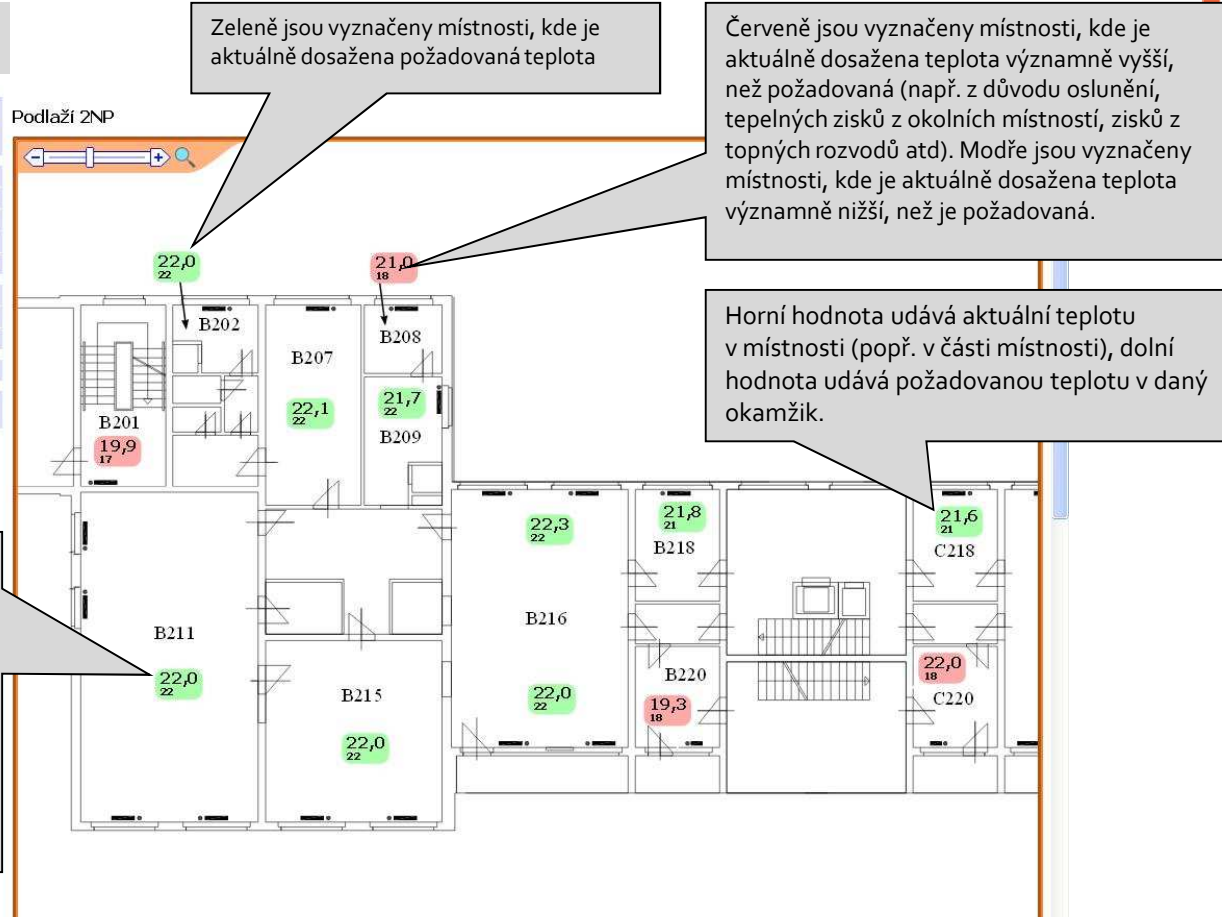 Zeleně jsou vyznačeny místnosti, kde je
aktuálně dosažena požadovaná teplota
Červeně jsou vyznačeny místnosti, kde je
aktuálně dosažena teplota významně vyšší,
než požadovaná (např. z důvodu oslunění,
tepelných zisků z okolních místností, zisků z
topných rozvodů atd). Modře jsou vyznačeny
místnosti, kde je aktuálně dosažena teplota
významně nižší, než je požadovaná.
Podlaží 2NP
22,0
22
21,0
18
Horní hodnota udává aktuální teplotu
v místnosti (popř. v části místnosti), dolní
hodnota udává požadovanou teplotu v daný
okamžik.
B202
B207
B208
22,1
22
21,7
22
B201
19,9
17
B209
22,3
22
21,8
21
B218
21,6
21
C218
B211
22,0
22
B216
22,0
22
B215
22,0
22
B220
19,3
18
22,0
18
C220